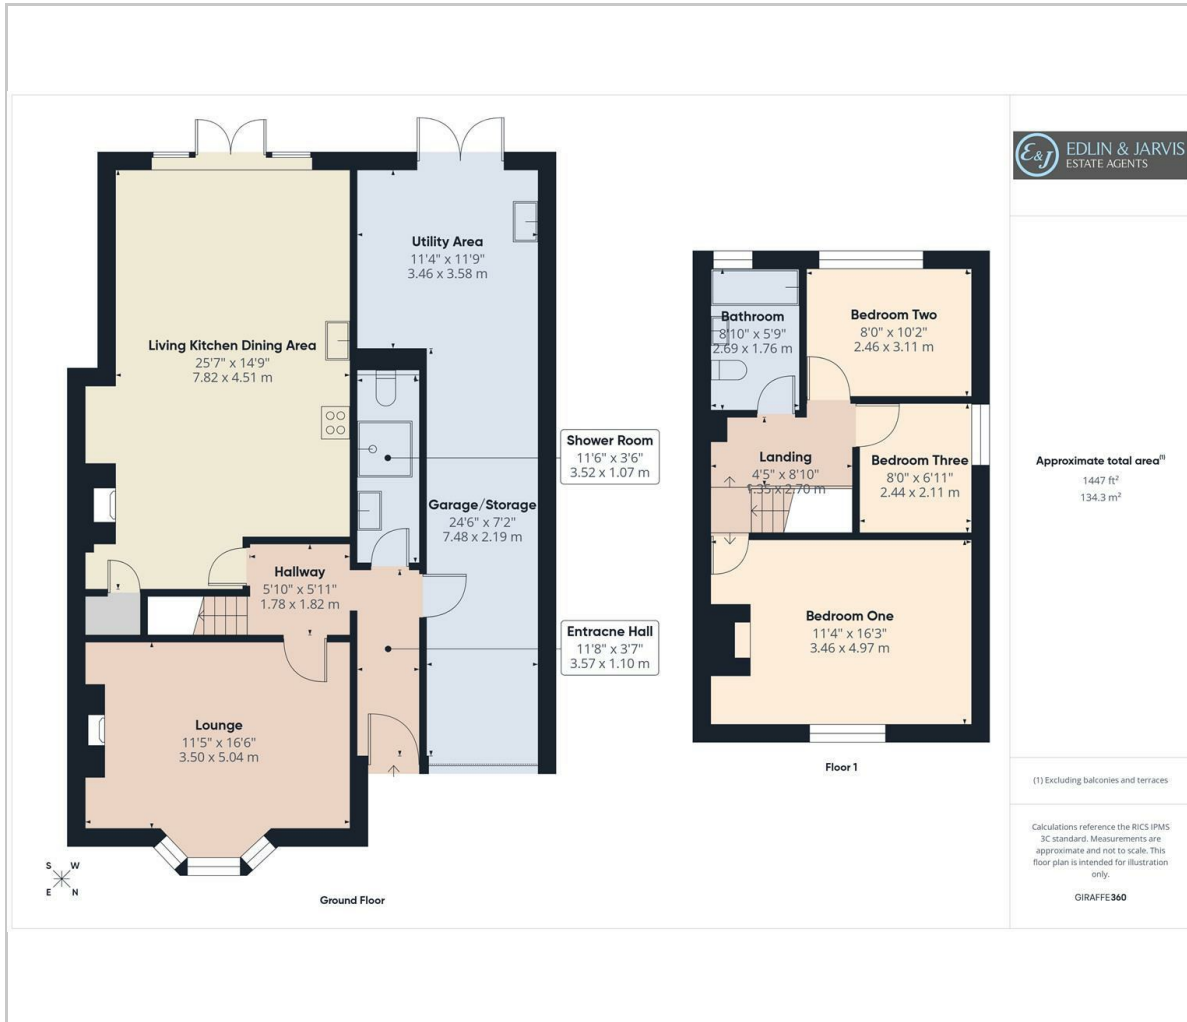 E&J EDLIN & JARVIS
ESTATE AGENTS
Utility Area
11'4" x 11'9"
3.46 x 3.58 m
Living Kitchen Dining Area
25'7" x 14'9"
7.82 x 4.51 m
Shower Room
11'6" x 3'6"
3.52 x 1.07 m
Garage/Storage
24'6" x 7'2"
7.48 x 2.19 m
Hallway
5'10" x 5'11"
1.78 x 1.82 m
Entracne Hall
11'8" x 3'7"
3.57 x 1.10 m
Lounge
11'5" x 16'6"
3.50 x 5.04 m
S W
E N
Ground Floor
Bathroom
8'10" x 5'9"
2.69 x 1.76 m
Bedroom Two
8'0" x 10'2"
2.46 x 3.11 m
Landing
4'5" x 8'10"
1.35 x 2.70 m
Bedroom Three
8'0" x 6'11"
2.44 x 2.11 m
Bedroom One
11'4" x 16'3"
3.46 x 4.97 m
Floor 1
Approximate total area⁽¹⁾
1447 ft²
134.3 m²
(1) Excluding balconies and terraces
Calculations reference the RICS IPMS
3C standard. Measurements are
approximate and not to scale. This
floor plan is intended for illustration
only.
GIRAFFE360